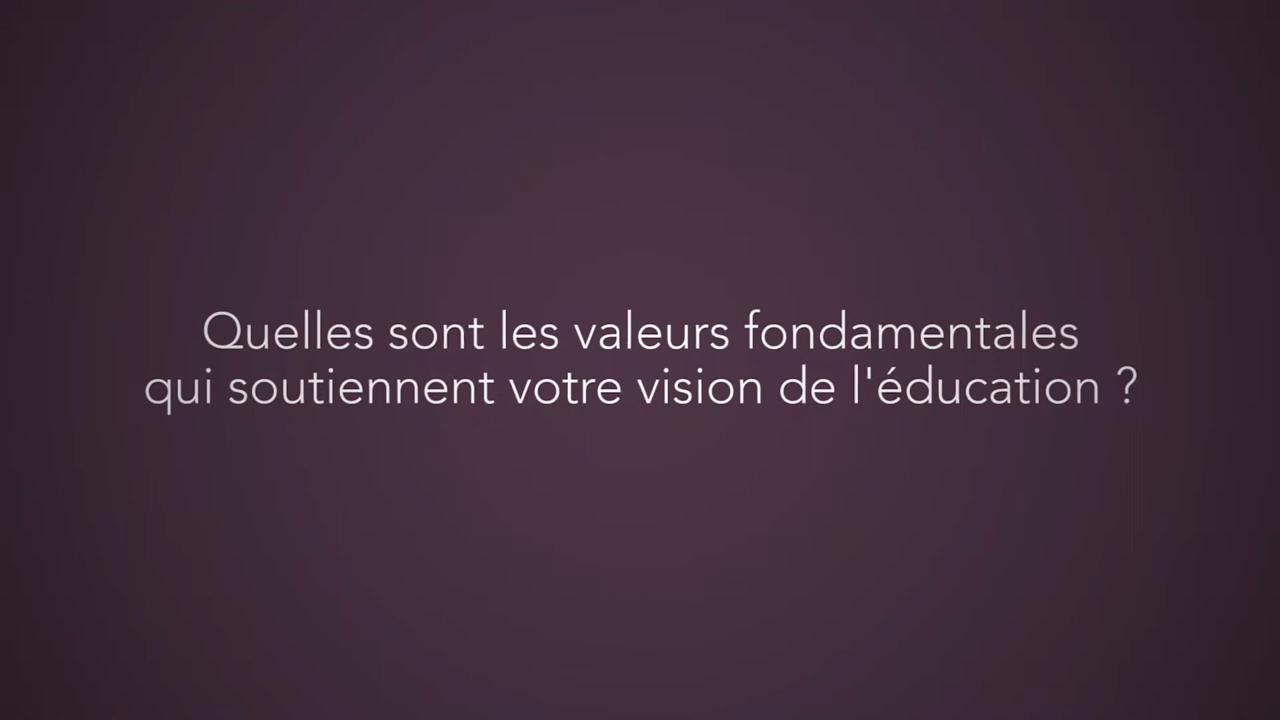 Quelles sont les valeurs fondamentales
qui soutiennent votre vision de l'éducation ?